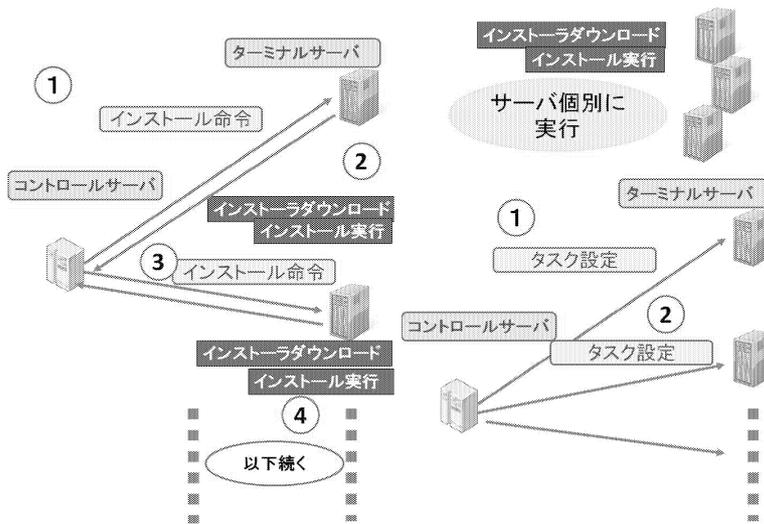 ターミナルサーバ
①
インストール命令
②
コントロールサーバ
インストーラダウンロード
インストール実行
③
インストール命令
インストーラダウンロード
インストール実行
④
以下続く
インストーラダウンロード
インストール実行
サーバ個別に
実行
ターミナルサーバ
①
タスク設定
②
コントロールサーバ
タスク設定